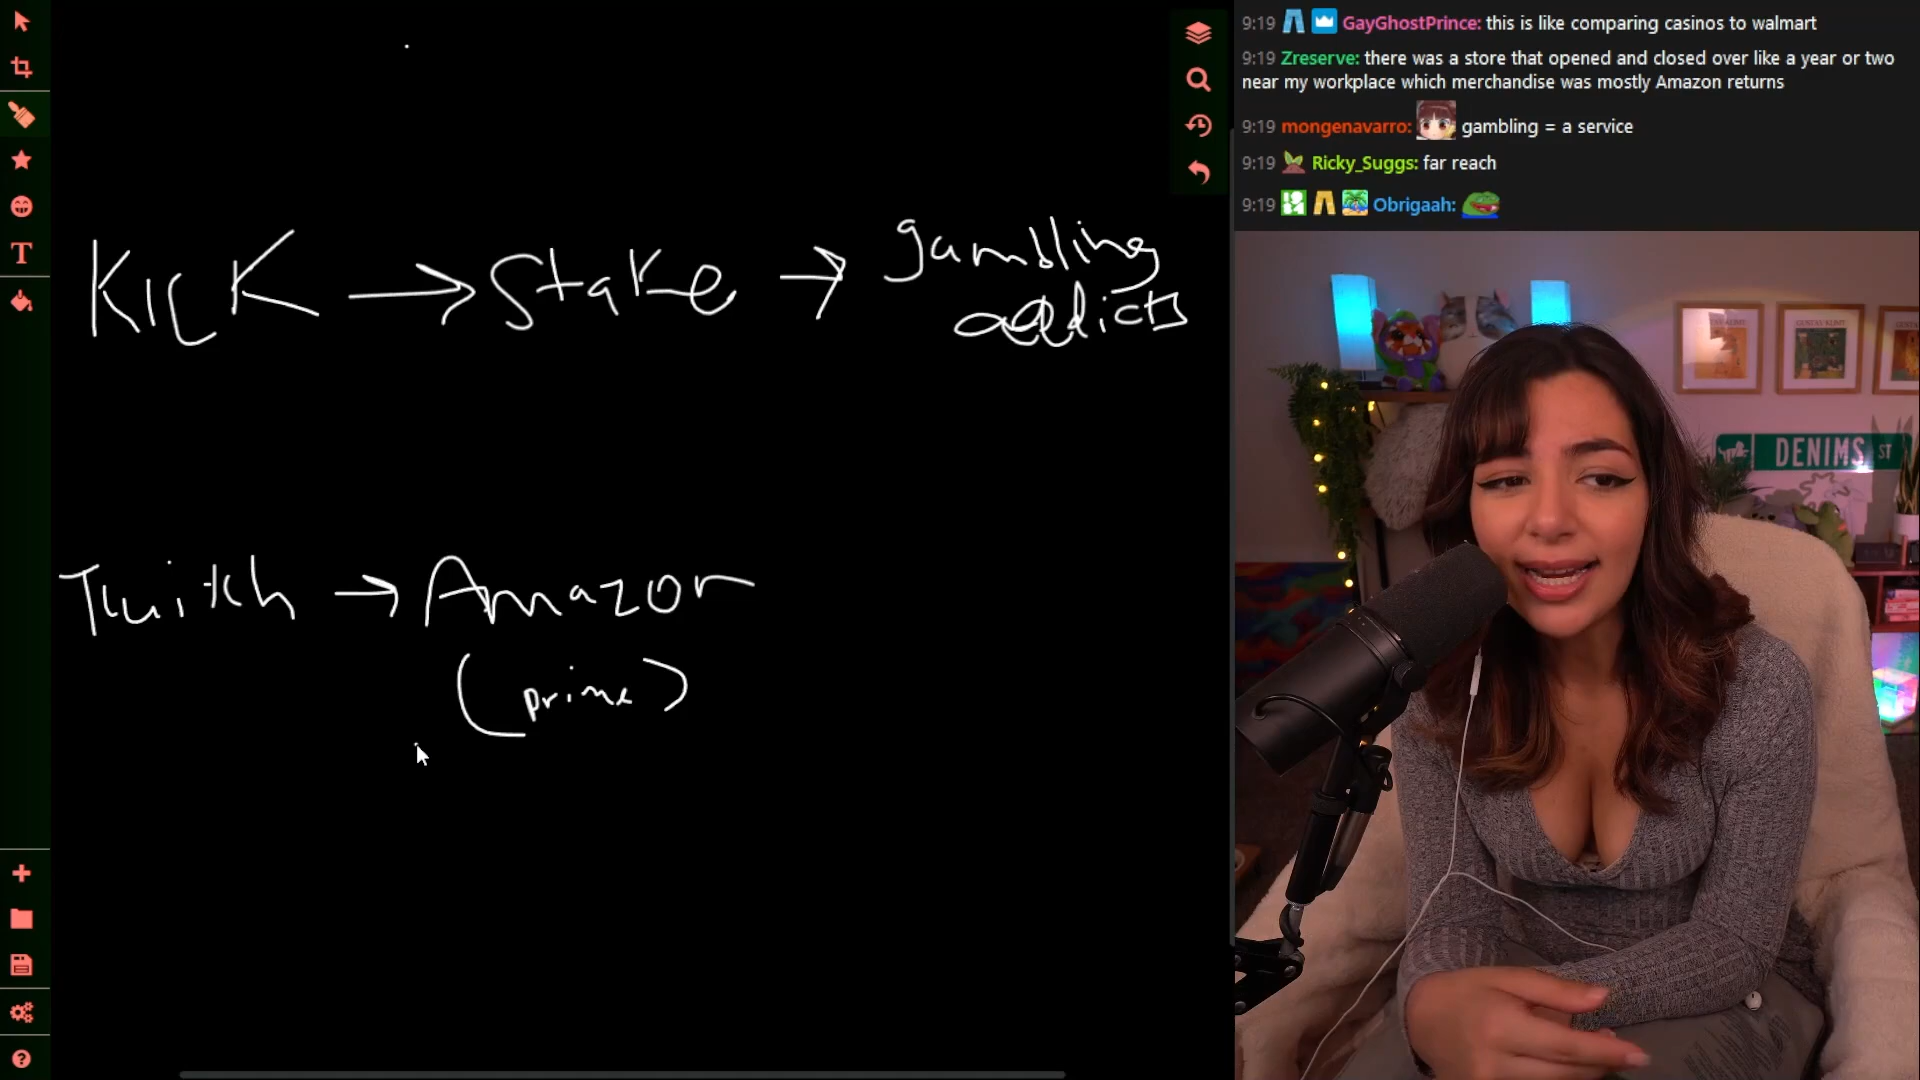 Kick → Stake → gambling addicts
Twitch → Amazon
(prime)
9:19 GayGhostPrince: this is like comparing casinos to walmart
9:19 Zreserve: there was a store that opened and closed over like a year or two
near my workplace which merchandise was mostly Amazon returns
9:19 mongenavarro: gambling = a service
9:19 Ricky_Suggs: far reach
9:19 Obrigaah:
DENIMS ST
T
?